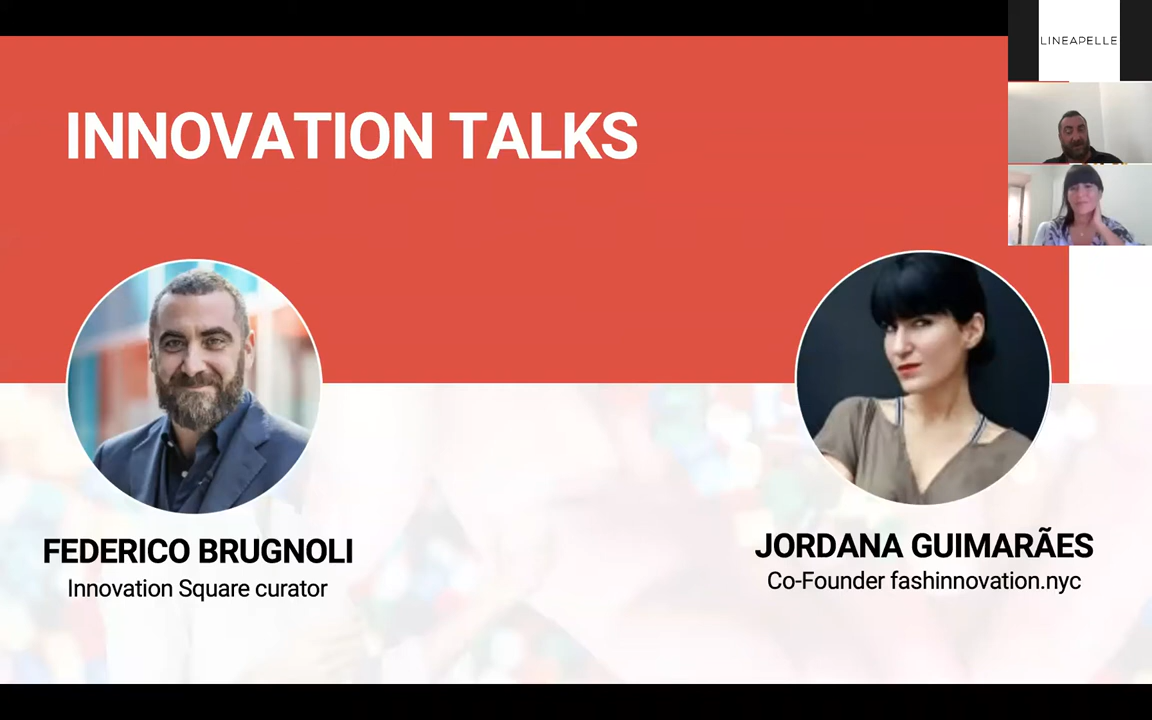 LINEAPELLE
INNOVATION TALKS
FEDERICO BRUGNOLI
Innovation Square curator
JORDANA GUIMARÃES
Co-Founder fashinnovation.nyc